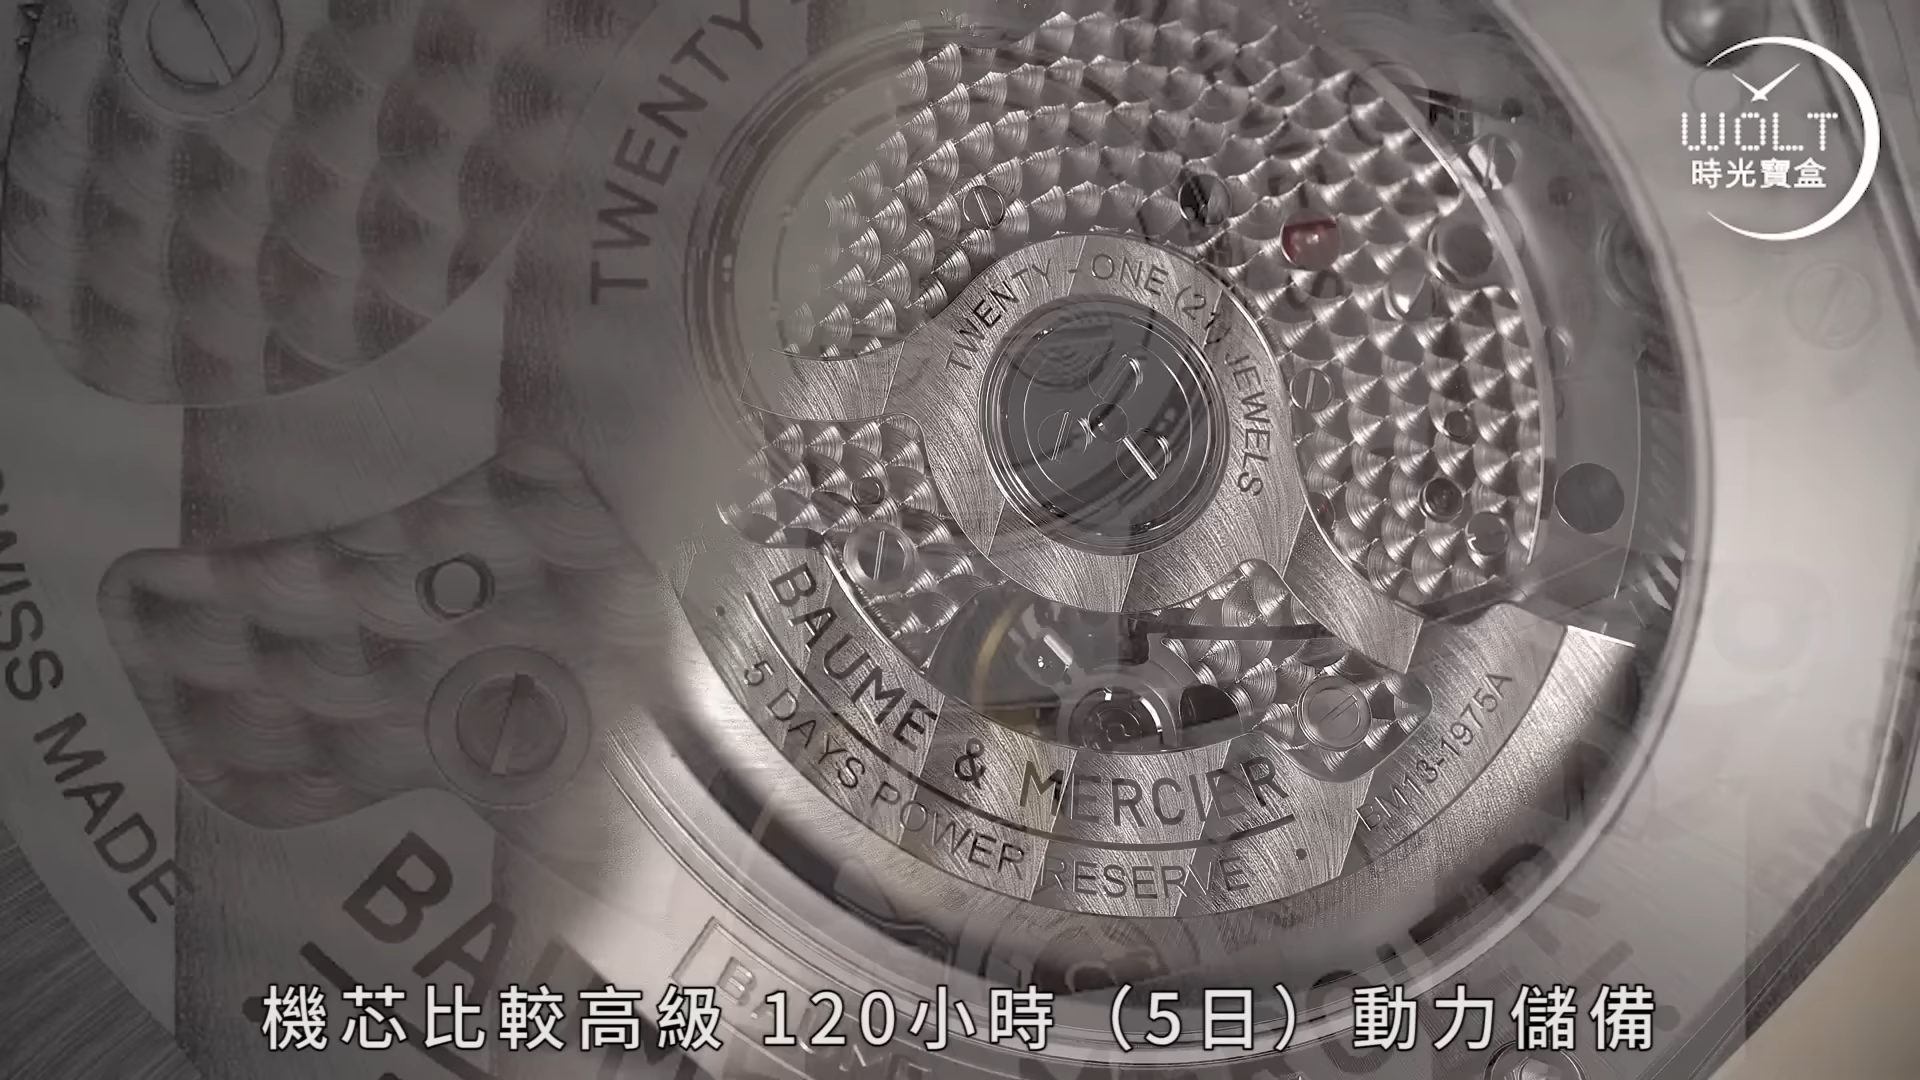 WOLT
時光寶盒
TWENTY
TWENTY - ONE (21) JEWELS
BAUME & MERCIER
5 DAYS POWER RESERVE
BM13-1975A
SWISS MADE
機芯比較高級 120小時（5日）動力儲備